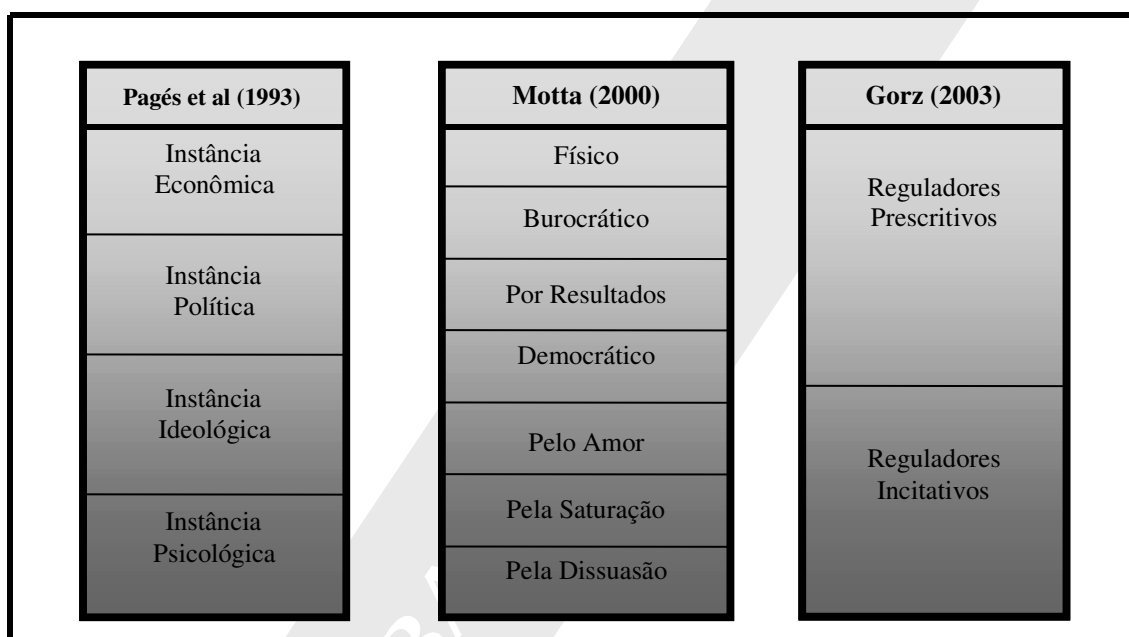 Pagés et al (1993)
Instância
Econômica
Instância
Política
Instância
Ideológica
Instância
Psicológica
Motta (2000)
Físico
Burocrático
Por Resultados
Democrático
Pelo Amor
Pela Saturação
Pela Dissuasão
Gorz (2003)
Reguladores
Prescritivos
Reguladores
Incitativos